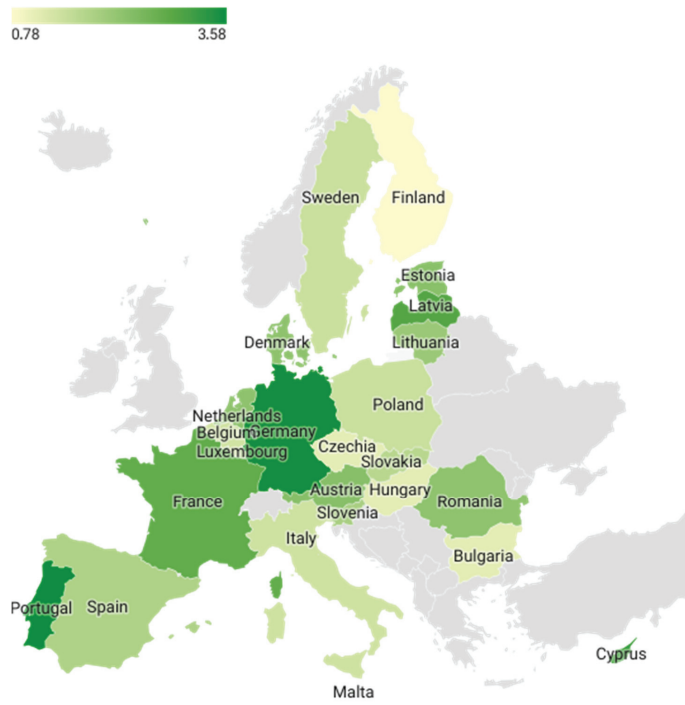 0.78 3.58
Sweden
Finland
Estonia
Latvia
Lithuania
Denmark
Netherlands
Belgium
Germany
Luxembourg
Poland
Czechia
Slovakia
Austria
Hungary
France
Romania
Slovenia
Italy
Bulgaria
Portugal
Spain
Cyprus
Malta